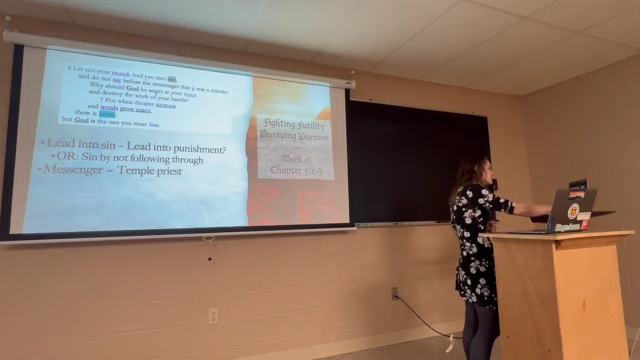 6 Let not your mouth lead you into sin,
and do not say before the messenger that it was a mistake.
Why should God be angry at your voice
and destroy the work of your hands?
7 For when dreams increase
and words grow many,
there is
but God is the one you must fear.
• Lead into sin – Lead into punishment?
• OR: Sin by not following through
• Messenger – Temple priest
Fighting Futility
Pursuing Purpose
Week 6:
Chapter 5:1-7